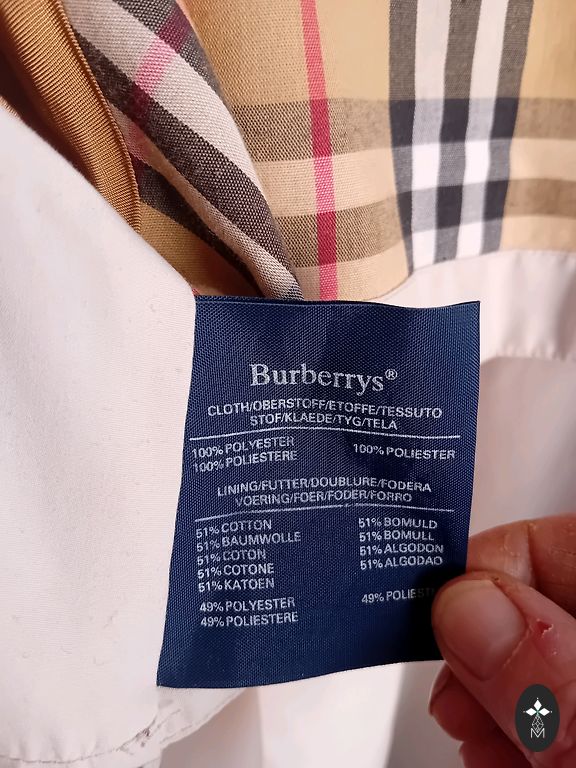 Burberrys®
CLOTH/OBERSTOFF/ETOFFE/TESSUTO
STOF/KLAEDE/TYG/TELA
100% POLYESTER 100% POLIESTER
100% POLIESTERE
LINING/FUTTER/DOUBLURE/FODERA
VOERING/FOER/FODER/FORRO
51% COTTON 51% BOMULD
51% BAUMWOLLE 51% BOMULL
51% COTON 51% ALGODON
51% COTONE 51% ALGODAO
51% KATOEN
49% POLYESTER 49%
49% POLIESTERE
M